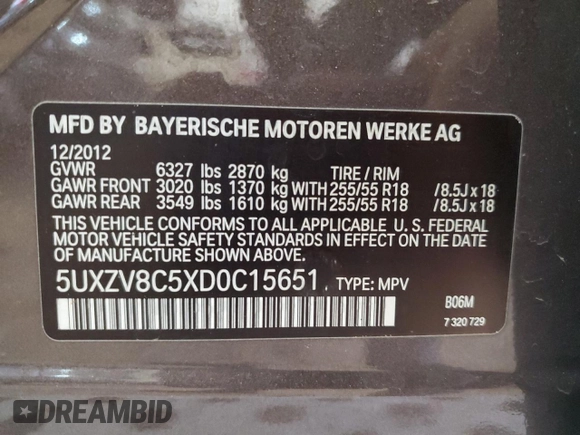 MFD BY BAYERISCHE MOTOREN WERKE AG
12/2012
GVWR 6327 lbs 2870 kg TIRE / RIM
GAWR FRONT 3020 lbs 1370 kg WITH 255/55 R18 /8.5J x 18
GAWR REAR 3549 lbs 1610 kg WITH 255/55 R18 /8.5J x 18
THIS VEHICLE CONFORMS TO ALL APPLICABLE U. S. FEDERAL
MOTOR VEHICLE SAFETY STANDARDS IN EFFECT ON THE DATE
OF MANUFACTURE SHOWN ABOVE.
5UXZV8C5XD0C15651 TYPE: MPV
B06M
7 320 729
DREAMBID